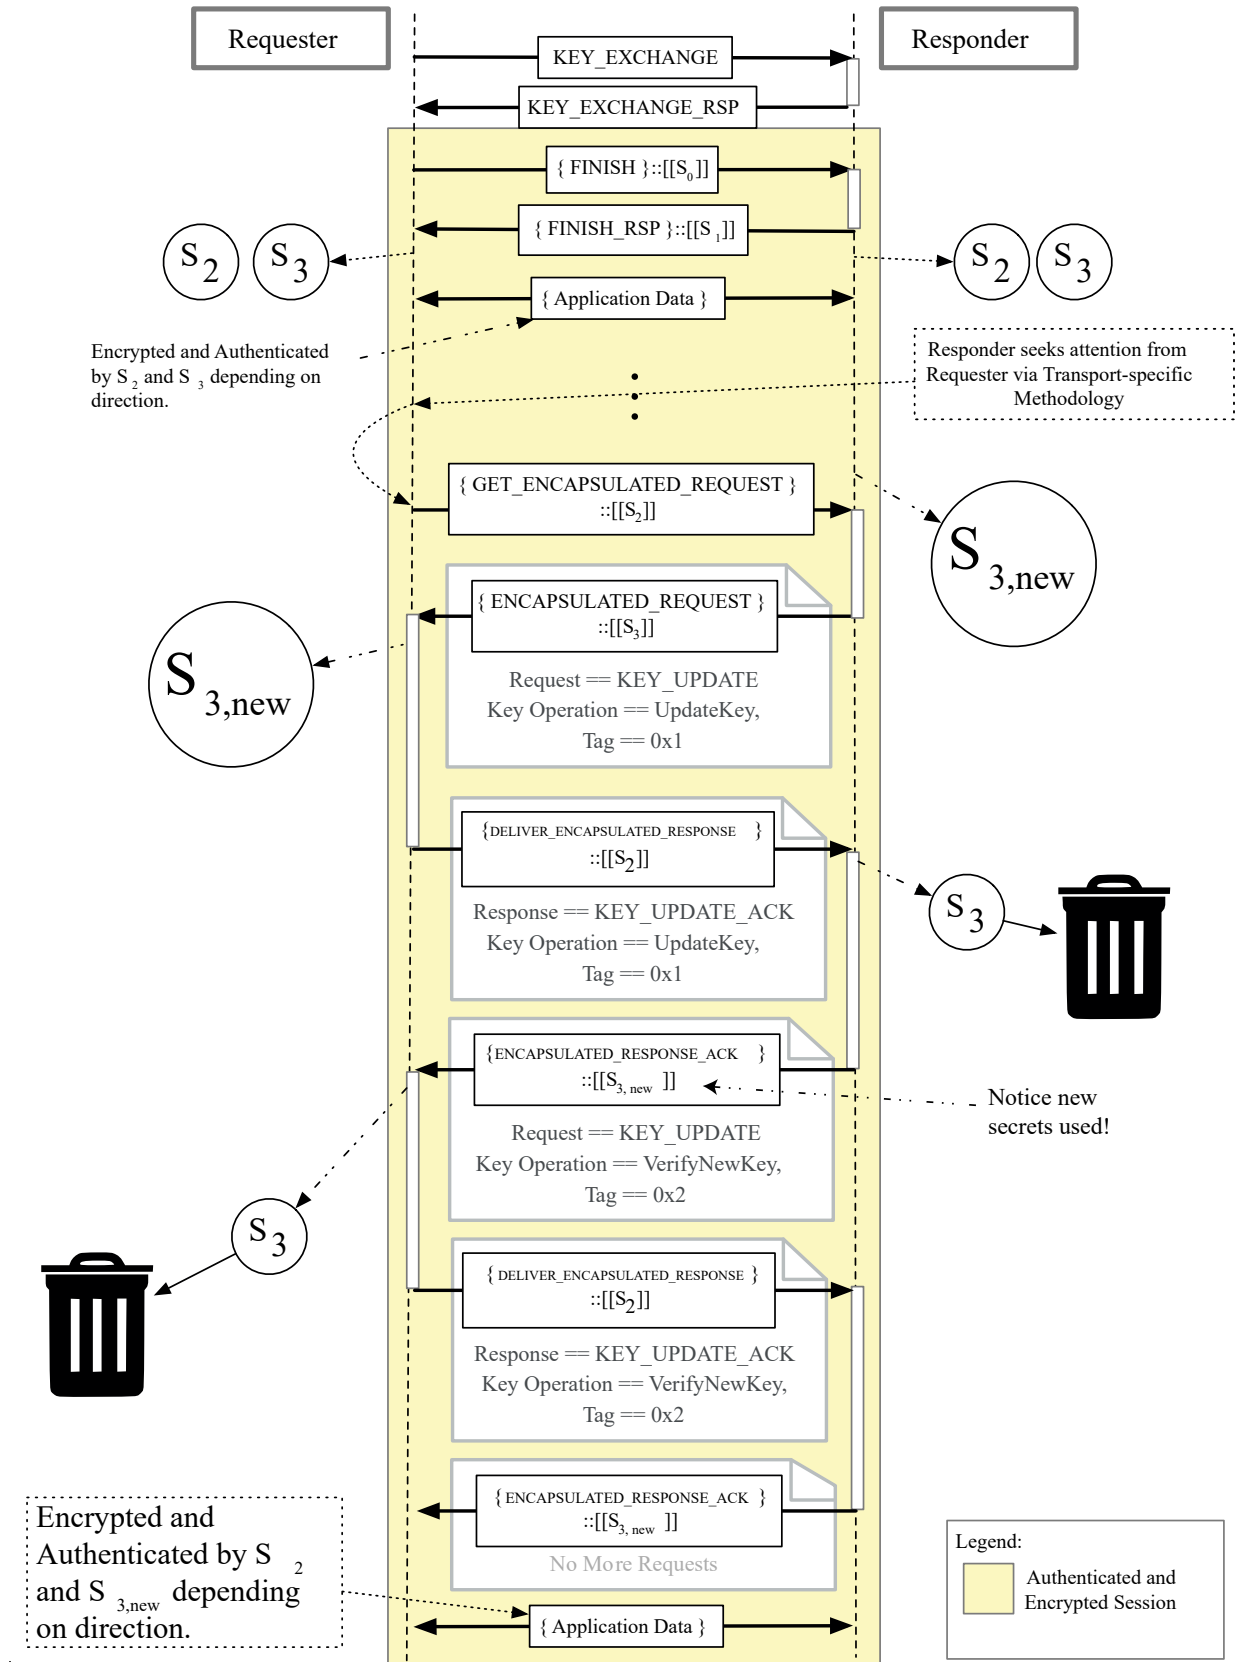 Requester
Responder
KEY_EXCHANGE
KEY_EXCHANGE_RSP
{ FINISH }::[[S0]]
{ FINISH_RSP }::[[S1]]
S2
S3
S2
S3
{ Application Data }
Encrypted and Authenticated
by S2 and S3 depending on
direction.
Responder seeks attention from
Requester via Transport-specific
Methodology
{ GET_ENCAPSULATED_REQUEST }
::[[S2]]
S3,new
{ ENCAPSULATED_REQUEST }
::[[S3]]
S3,new
Request == KEY_UPDATE
Key Operation == UpdateKey,
Tag == 0x1
{DELIVER_ENCAPSULATED_RESPONSE }
::[[S2]]
S3
Response == KEY_UPDATE_ACK
Key Operation == UpdateKey,
Tag == 0x1
{ENCAPSULATED_RESPONSE_ACK }
::[[S3, new ]]
Notice new
secrets used!
Request == KEY_UPDATE
Key Operation == VerifyNewKey,
Tag == 0x2
S3
{ DELIVER_ENCAPSULATED_RESPONSE }
::[[S2]]
Response == KEY_UPDATE_ACK
Key Operation == VerifyNewKey,
Tag == 0x2
{ENCAPSULATED_RESPONSE_ACK }
::[[S3, new ]]
No More Requests
Encrypted and
Authenticated by S2
and S3,new depending
on direction.
{ Application Data }
Legend:
Authenticated and
Encrypted Session